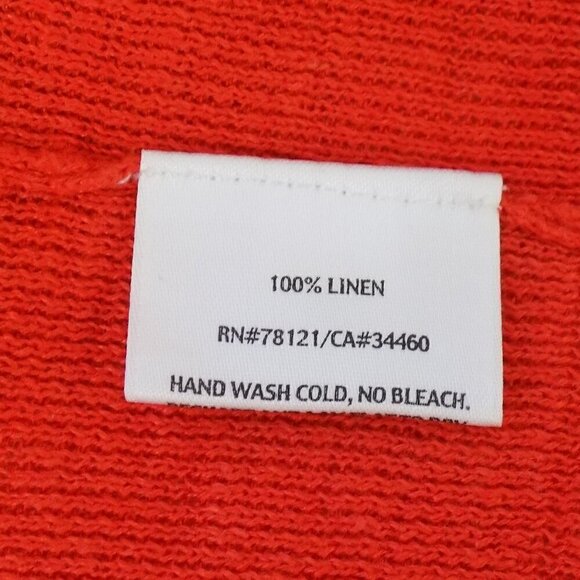 100% LINEN
RN#78121/CA#34460
HAND WASH COLD, NO BLEACH.